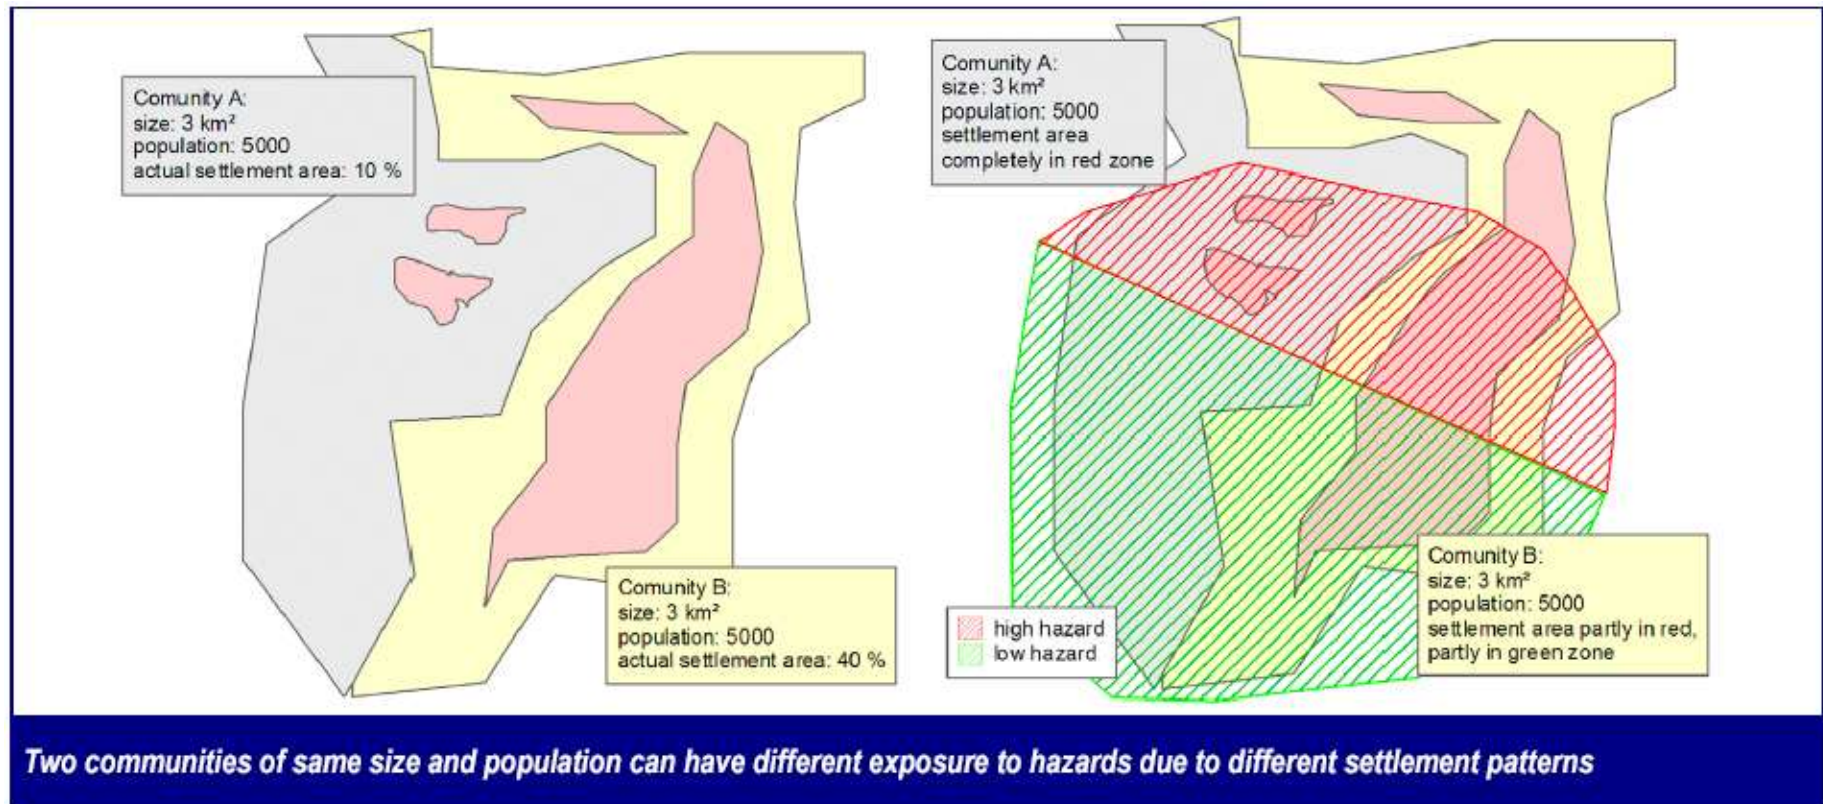 Comunity A:
size: 3 km²
population: 5000
actual settlement area: 10 %
Comunity B:
size: 3 km²
population: 5000
actual settlement area: 40 %
Comunity A:
size: 3 km²
population: 5000
settlement area
completely in red zone
high hazard
low hazard
Comunity B:
size: 3 km²
population: 5000
settlement area partly in red,
partly in green zone
Two communities of same size and population can have different exposure to hazards due to different settlement patterns